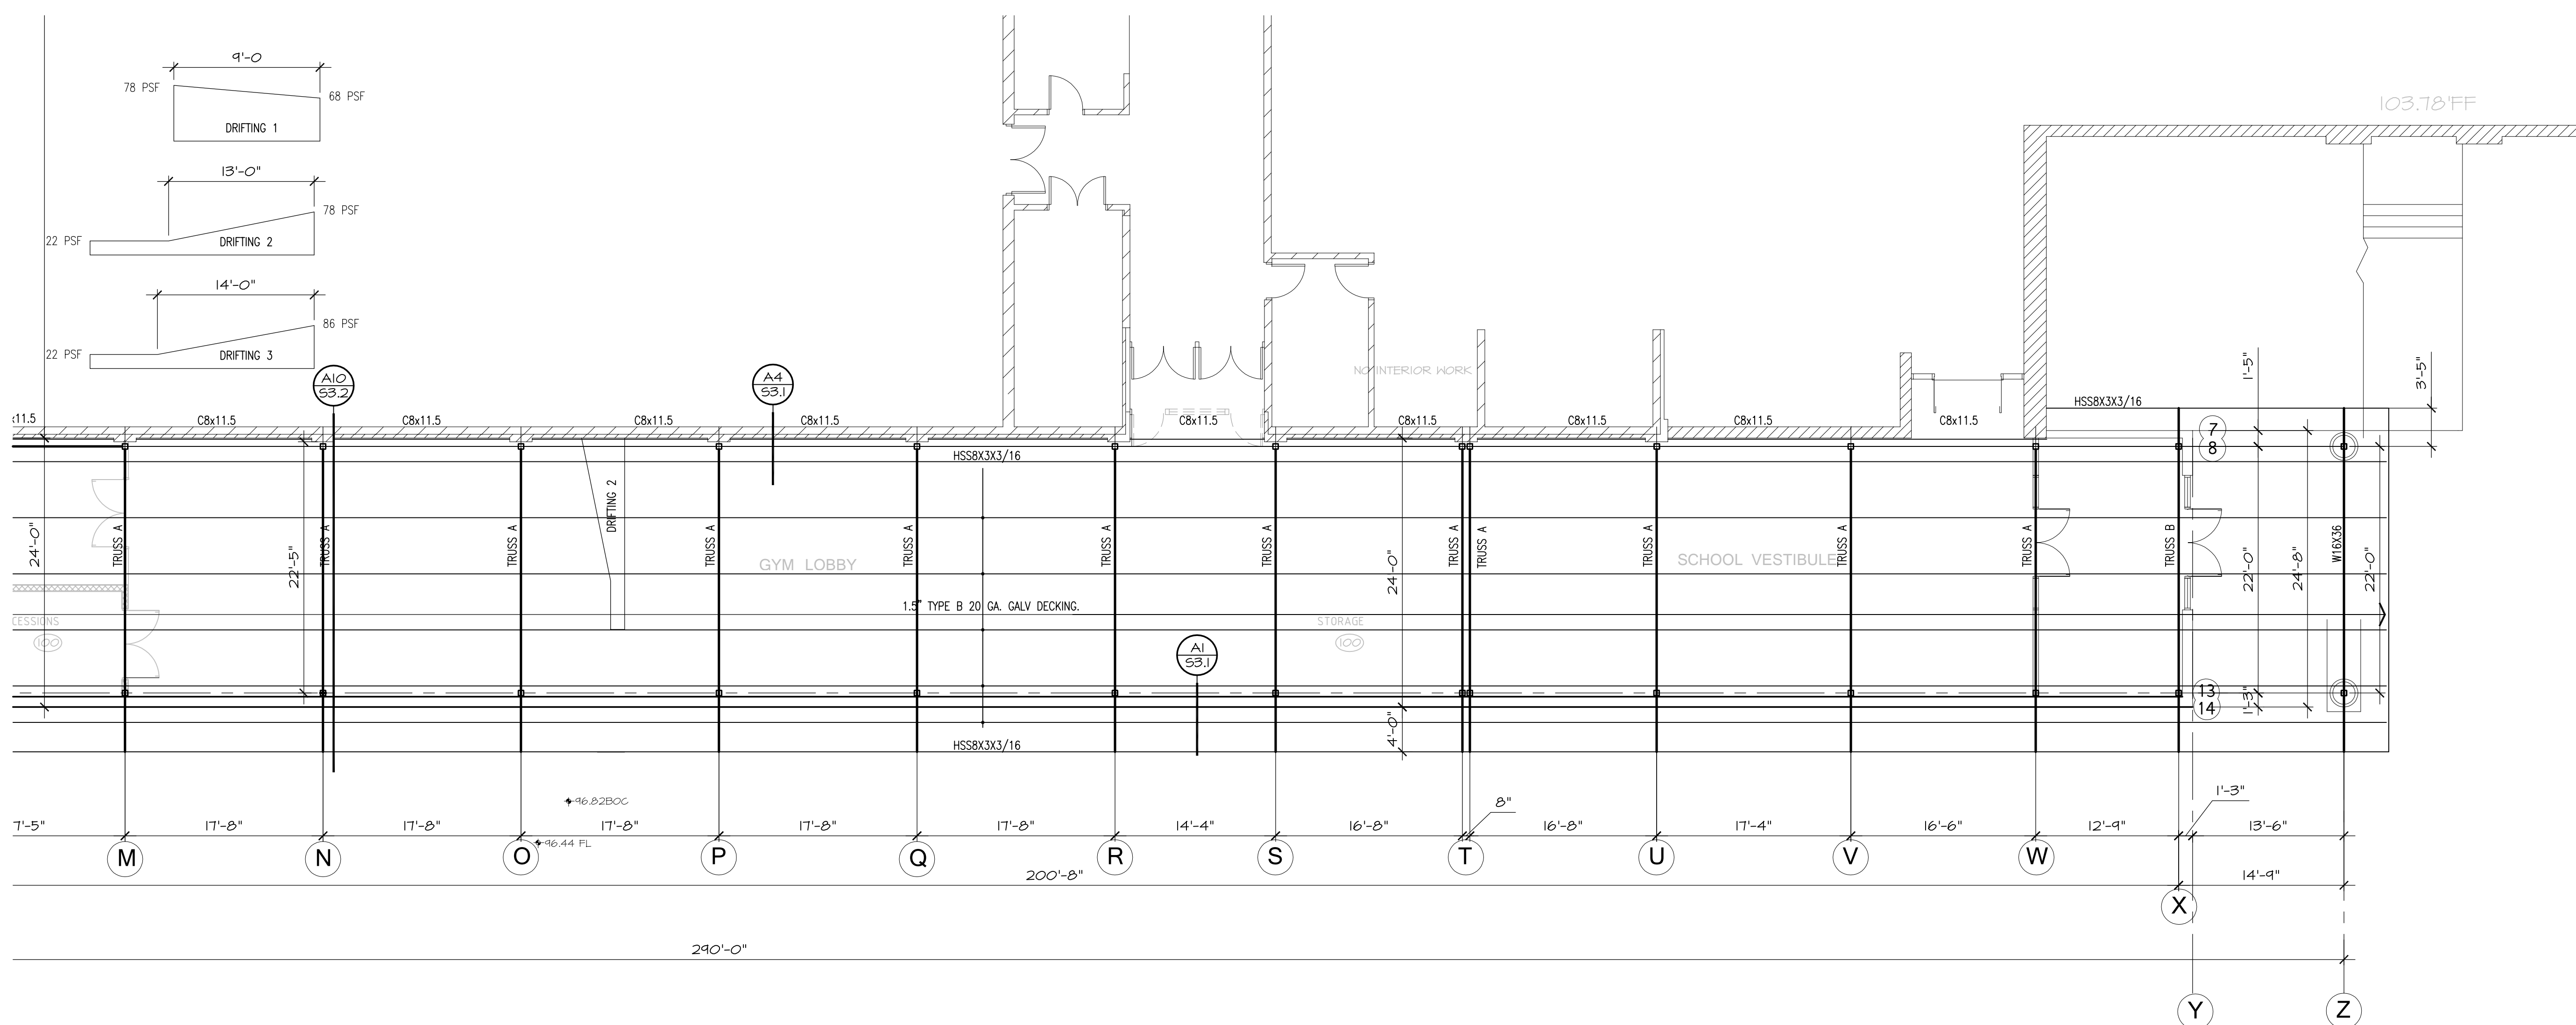 9'-0
78 PSF
68 PSF
DRIFTING 1
13'-0"
78 PSF
22 PSF
DRIFTING 2
14'-0"
86 PSF
22 PSF
DRIFTING 3
103.78'FF
A10
S3.2
A4
S3.1
NO INTERIOR WORK
1'-5"
3'-5"
x11.5
C8x11.5
C8x11.5
C8x11.5
C8x11.5
C8x11.5
C8x11.5
C8x11.5
C8x11.5
C8x11.5
HSS8X3X3/16
7
8
HSS8X3X3/16
24'-0"
TRUSS A
22'-5"
TRUSS A
TRUSS A
DRIFTING 2
TRUSS A
GYM LOBBY
TRUSS A
TRUSS A
TRUSS A
24'-0"
TRUSS A
TRUSS A
TRUSS A
SCHOOL VESTIBULE
TRUSS A
TRUSS A
TRUSS B
22'-0"
24'-8"
W16X36
22'-0"
1.5" TYPE B 20 GA. GALV DECKING.
CESSIONS
100
STORAGE
100
A1
S3.1
13
14
1'-3"
4'-0"
HSS8X3X3/16
96.82BOC
96.44 FL
8"
1'-3"
7'-5"
17'-8"
17'-8"
17'-8"
17'-8"
17'-8"
14'-4"
16'-8"
16'-8"
17'-4"
16'-6"
12'-9"
13'-6"
M
N
O
P
Q
R
S
T
U
V
W
200'-8"
14'-9"
X
290'-0"
Y
Z